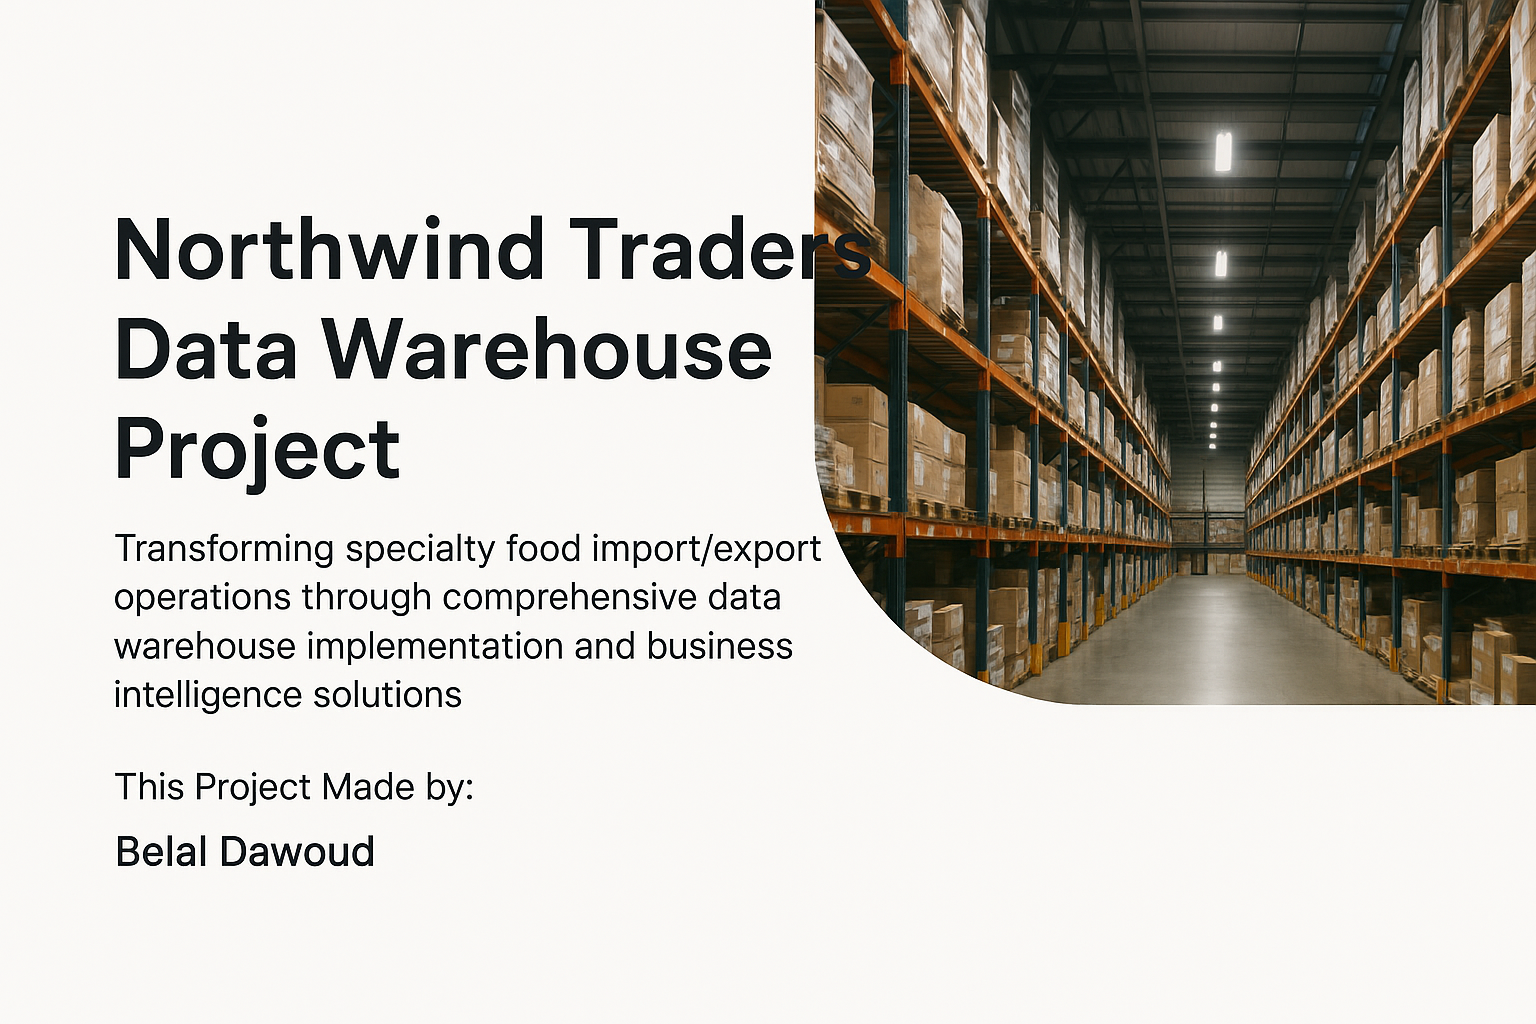 Northwind Traders
Data Warehouse
Project
Transforming specialty food import/export
operations through comprehensive data
warehouse implementation and business
intelligence solutions
This Project Made by:
Belal Dawoud